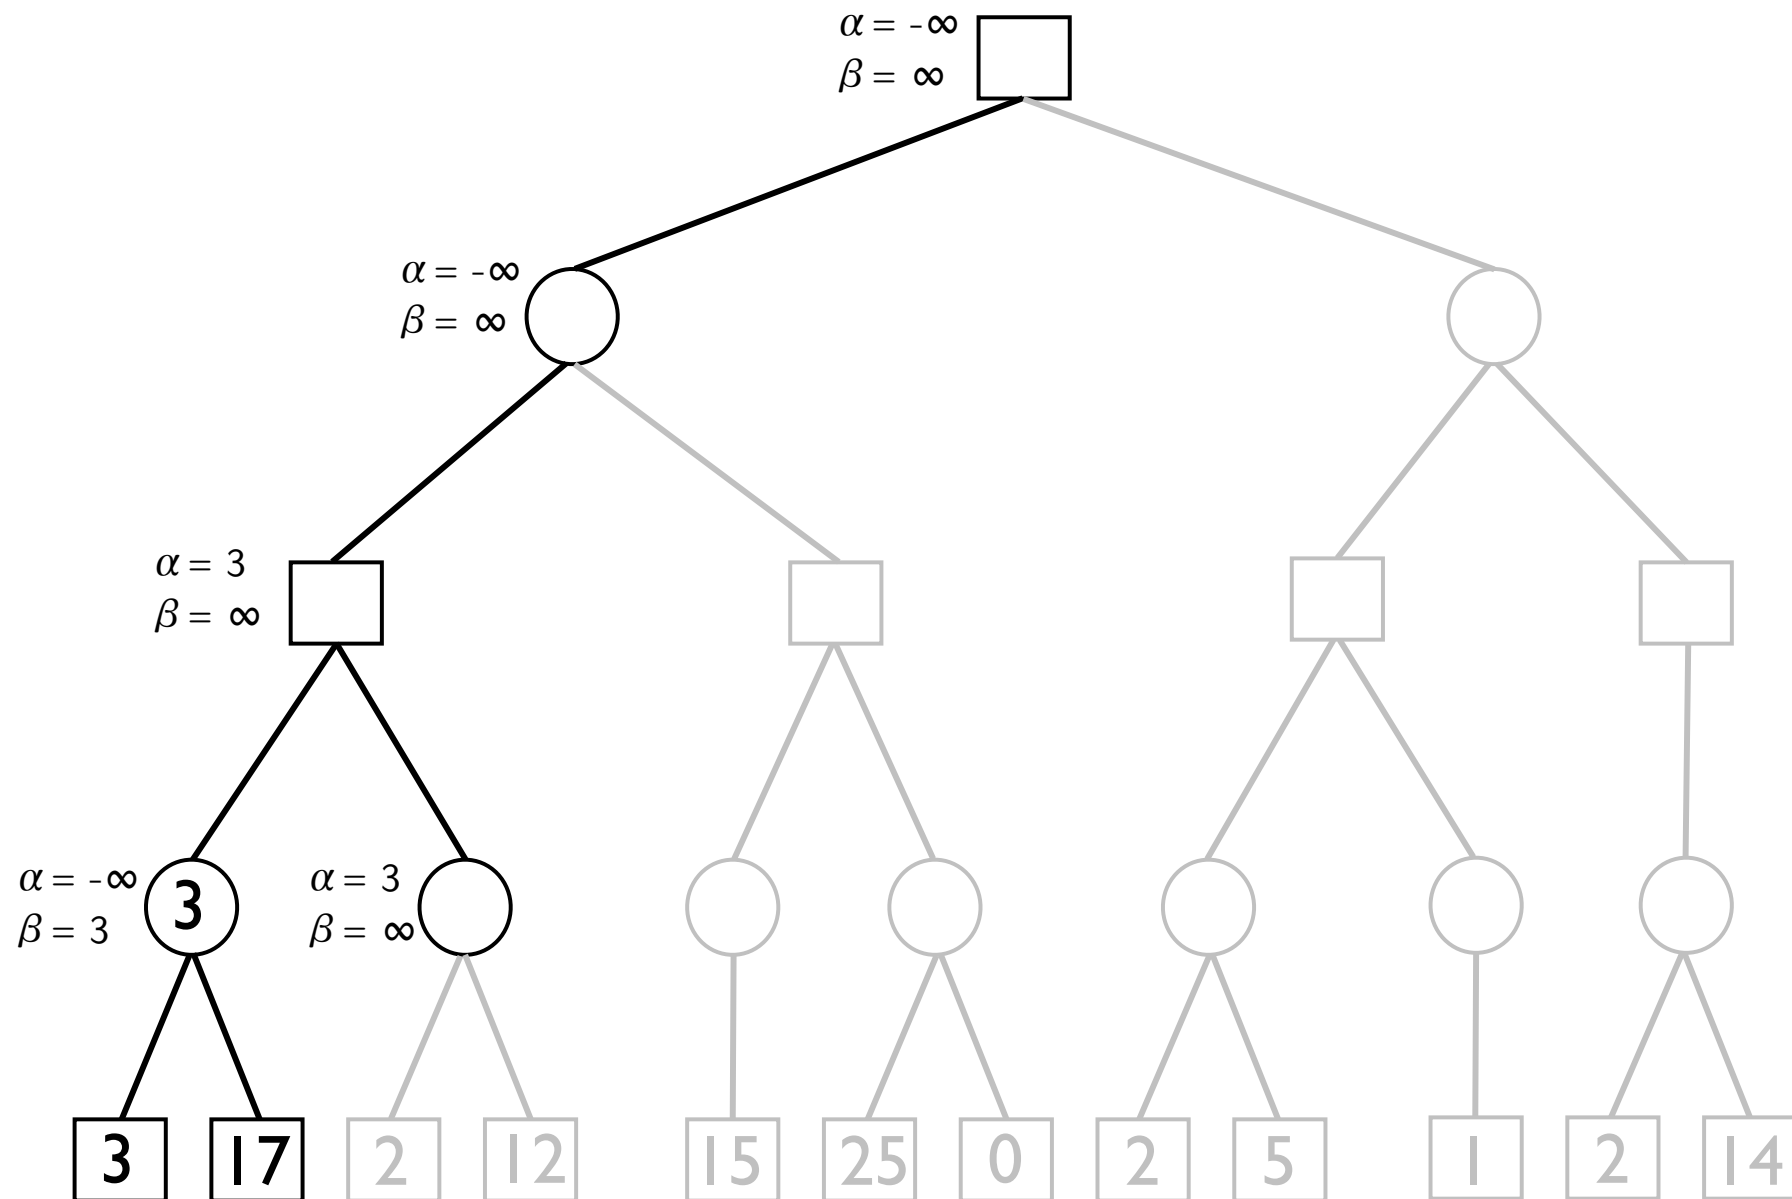 α = -∞
β = ∞
α = -∞
β = ∞
α = 3
β = ∞
α = -∞
β = 3
3
α = 3
β = ∞
3 17 2 12 15 25 0 2 5 1 2 14